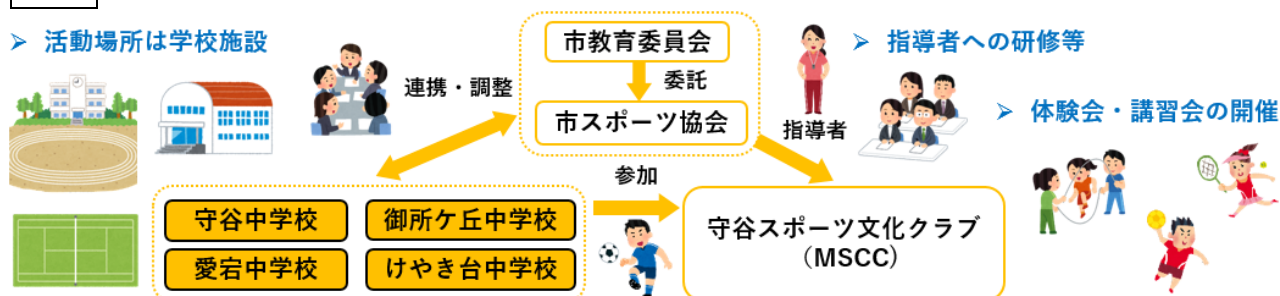 ➢ 活動場所は学校施設
連携・調整
市教育委員会
委託
市スポーツ協会
指導者
➢ 指導者への研修等
➢ 体験会・講習会の開催
参加
守谷中学校
御所ケ丘中学校
愛宕中学校
けやき台中学校
守谷スポーツ文化クラブ
（MSCC）